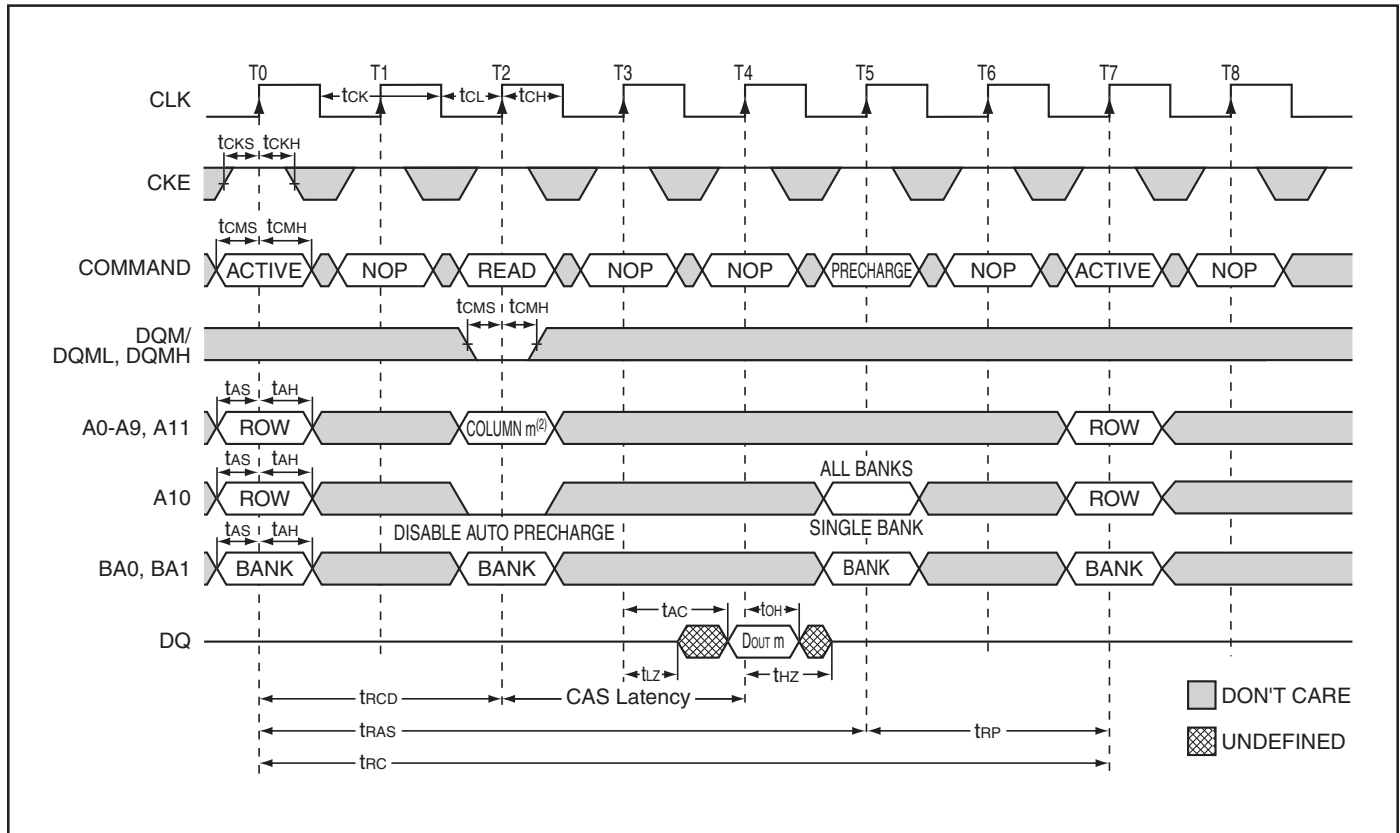 T0 T1 T2 T3 T4 T5 T6 T7 T8
CLK tCK tCL tCH
tCKS tCKH
CKE
tCMS tCMH
COMMAND ACTIVE NOP READ NOP NOP PRECHARGE NOP ACTIVE NOP
tCMS tCMH
DQM/
DQML, DQMH
tAS tAH
A0-A9, A11 ROW COLUMN m(2) ROW
tAS tAH ALL BANKS
A10 ROW ROW
DISABLE AUTO PRECHARGE SINGLE BANK
tAS tAH
BA0, BA1 BANK BANK BANK BANK
tAC tOH
DQ DOUT m
tLZ tHZ
tRCD CAS Latency
DON'T CARE
tRAS tRP
UNDEFINED
tRC